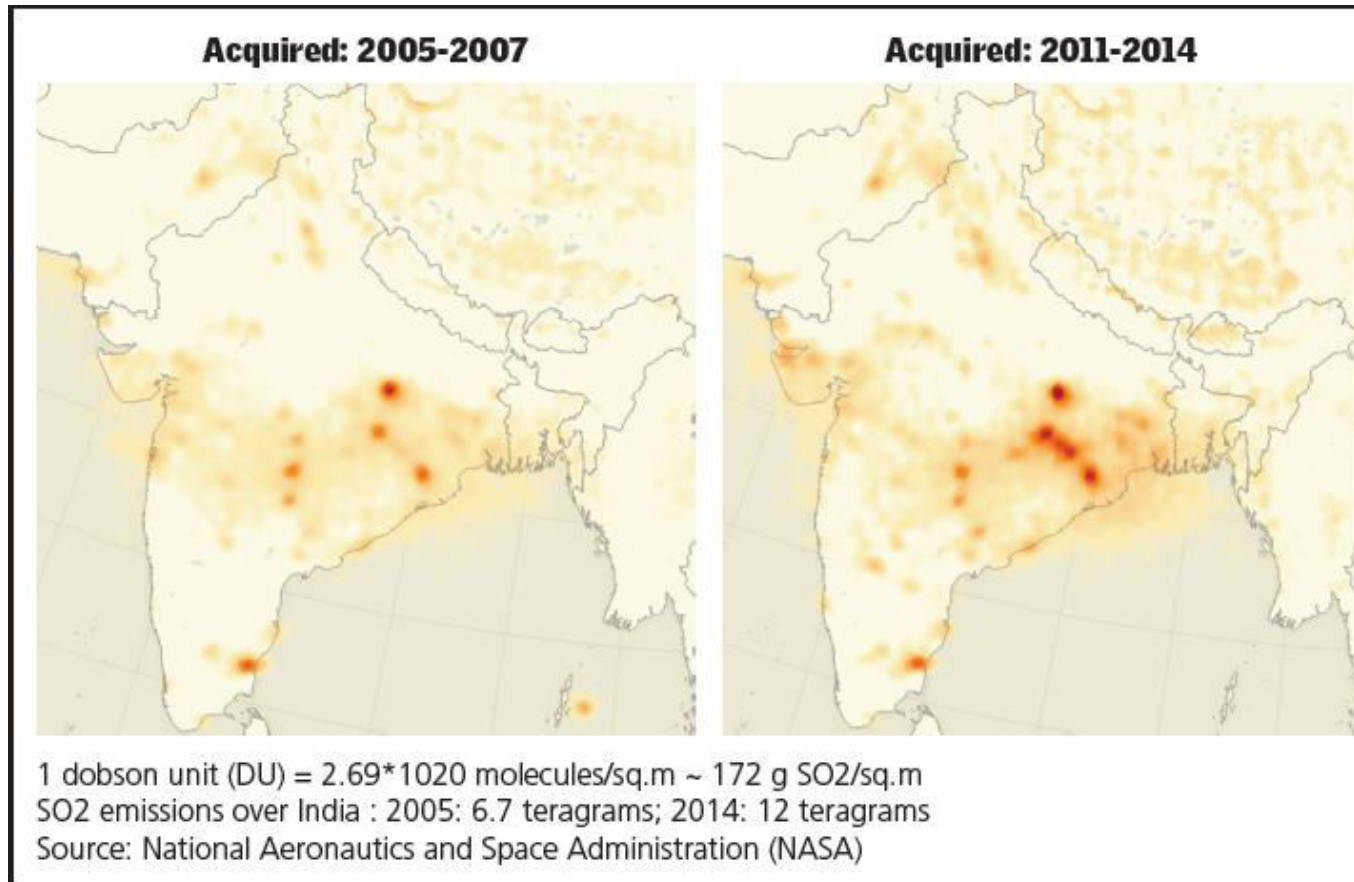 Acquired: 2005-2007
Acquired: 2011-2014
1 dobson unit (DU) = 2.69*1020 molecules/sq.m ~ 172 g SO2/sq.m
SO2 emissions over India : 2005: 6.7 teragrams; 2014: 12 teragrams
Source: National Aeronautics and Space Administration (NASA)